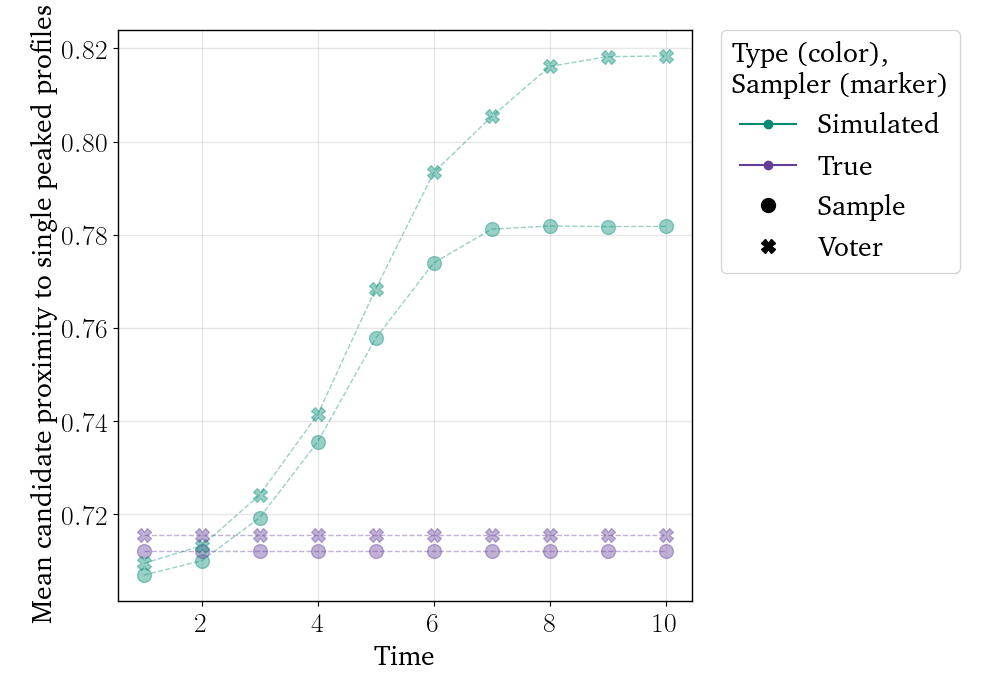 Mean candidate proximity to single peaked profiles
0.82
0.80
0.78
0.76
0.74
0.72
2
4
6
8
10
Time
Type (color),
Sampler (marker)
Simulated
True
Sample
Voter